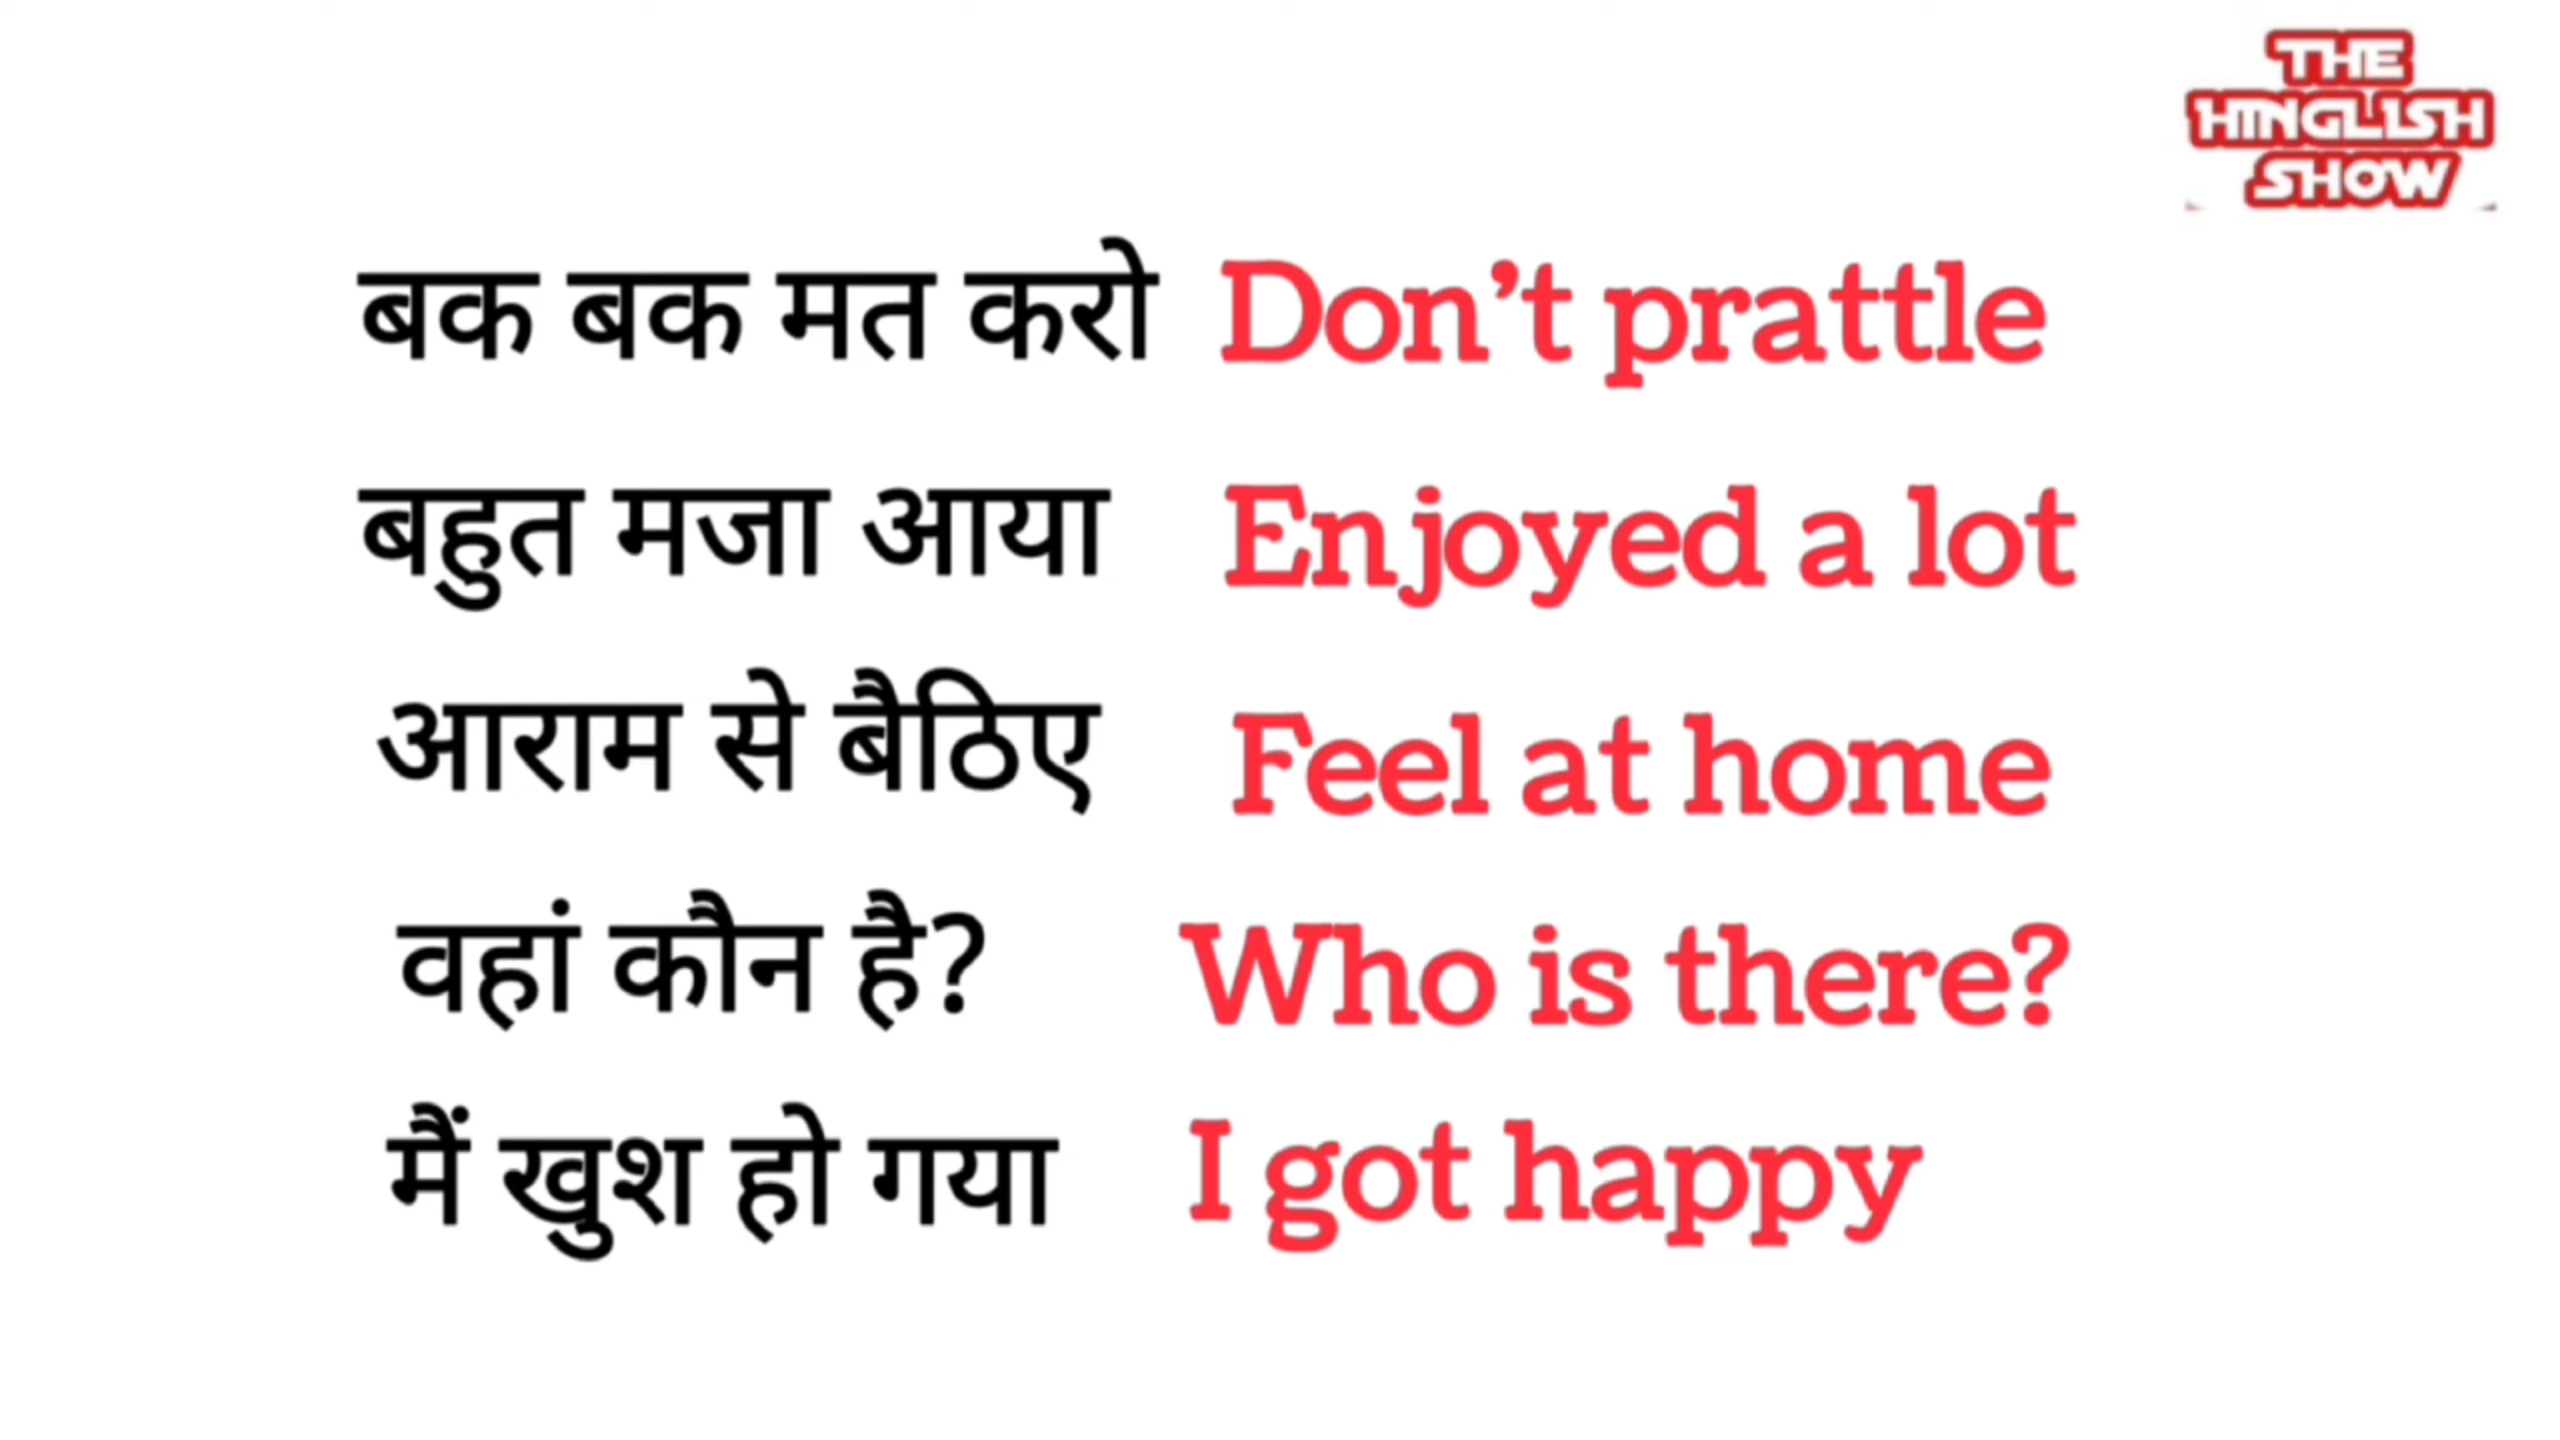 THE
HINGLISH
SHOW
बक बक मत करो Don't prattle
बहुत मजा आया Enjoyed a lot
आराम से बैठिए Feel at home
वहां कौन है? Who is there?
मैं खुश हो गया I got happy